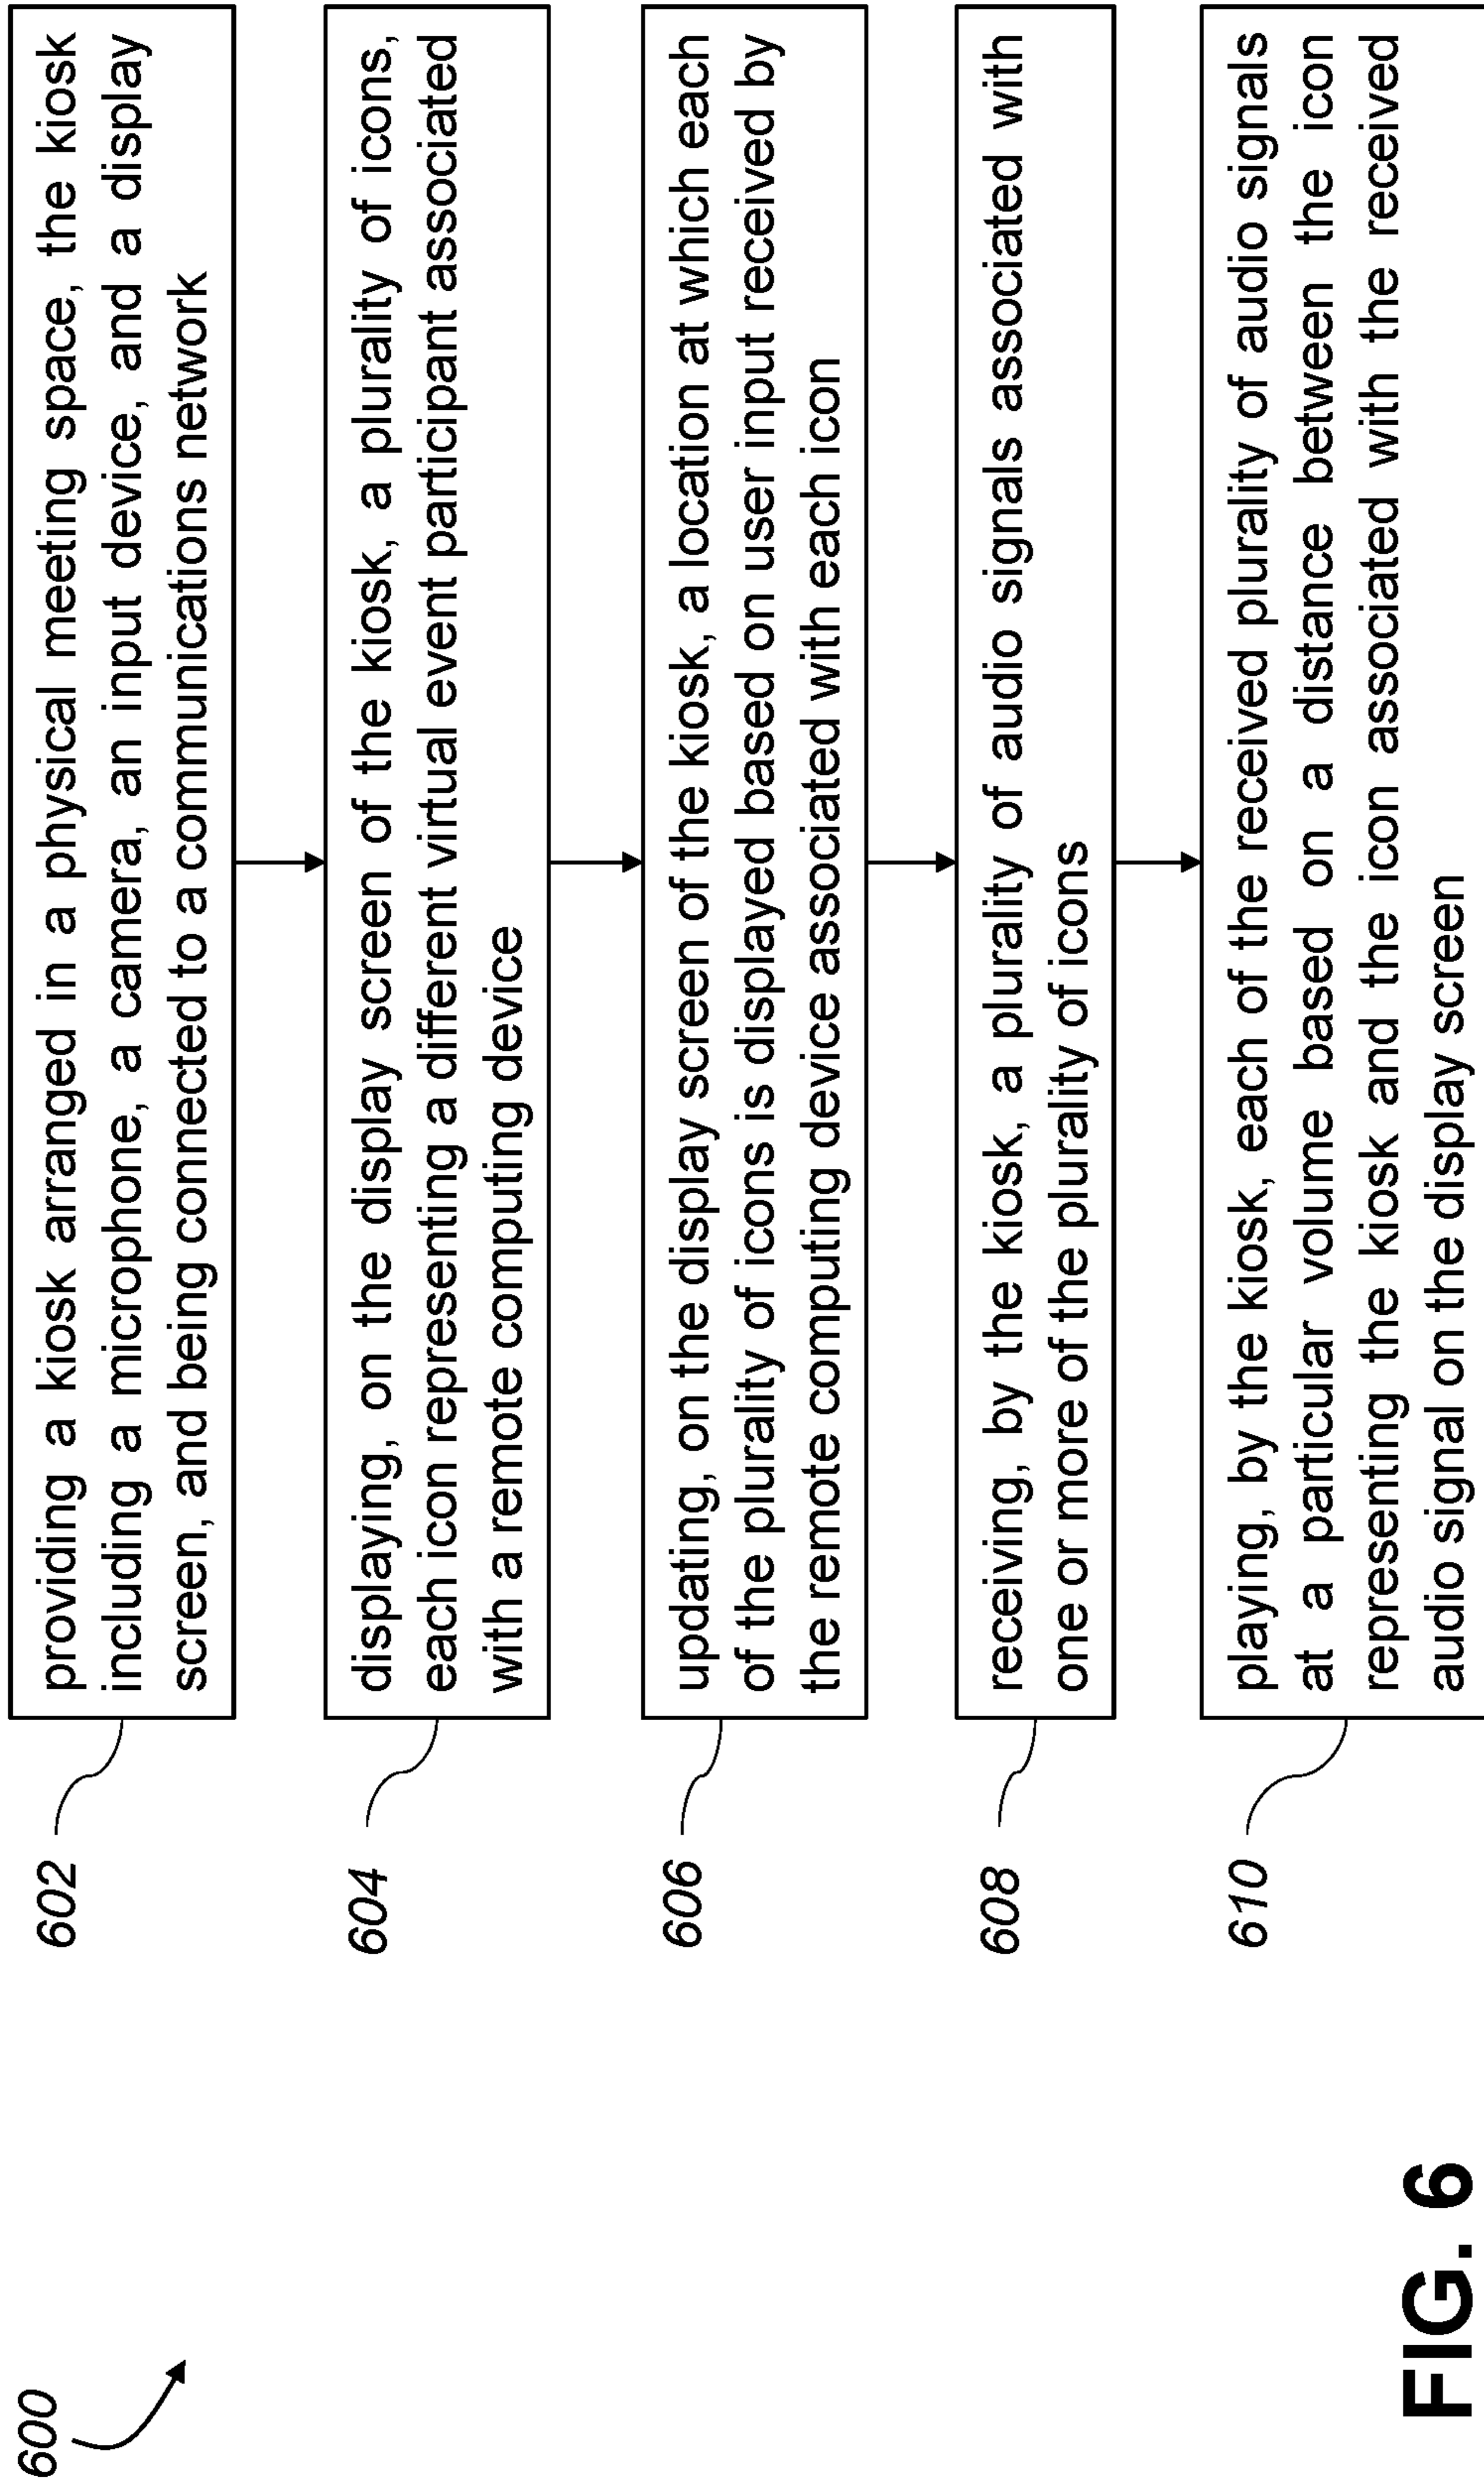 600
602
providing a kiosk arranged in a physical meeting space, the kiosk
including a microphone, a camera, an input device, and a display
screen, and being connected to a communications network
604
displaying, on the display screen of the kiosk, a plurality of icons,
each icon representing a different virtual event participant associated
with a remote computing device
606
updating, on the display screen of the kiosk, a location at which each
of the plurality of icons is displayed based on user input received by
the remote computing device associated with each icon
608
receiving, by the kiosk, a plurality of audio signals associated with
one or more of the plurality of icons
610
playing, by the kiosk, each of the received plurality of audio signals
at a particular volume based on a distance between the icon
representing the kiosk and the icon associated with the received
audio signal on the display screen
FIG. 6